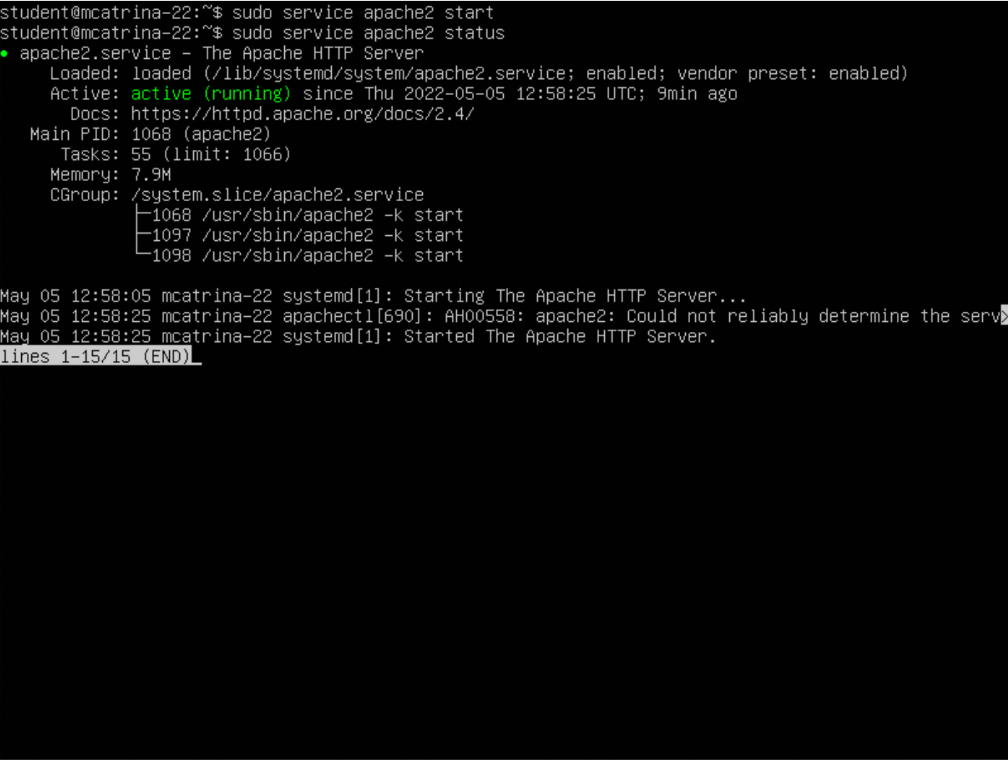 student@mcatrina-22:~$ sudo service apache2 start
student@mcatrina-22:~$ sudo service apache2 status
● apache2.service - The Apache HTTP Server
     Loaded: loaded (/lib/systemd/system/apache2.service; enabled; vendor preset: enabled)
     Active: active (running) since Thu 2022-05-05 12:58:25 UTC; 9min ago
       Docs: https://httpd.apache.org/docs/2.4/
   Main PID: 1068 (apache2)
      Tasks: 55 (limit: 1066)
     Memory: 7.9M
     CGroup: /system.slice/apache2.service
             ├─1068 /usr/sbin/apache2 -k start
             ├─1097 /usr/sbin/apache2 -k start
             └─1098 /usr/sbin/apache2 -k start

May 05 12:58:05 mcatrina-22 systemd[1]: Starting The Apache HTTP Server...
May 05 12:58:25 mcatrina-22 apachectl[690]: AH00558: apache2: Could not reliably determine the serv>
May 05 12:58:25 mcatrina-22 systemd[1]: Started The Apache HTTP Server.
lines 1-15/15 (END)